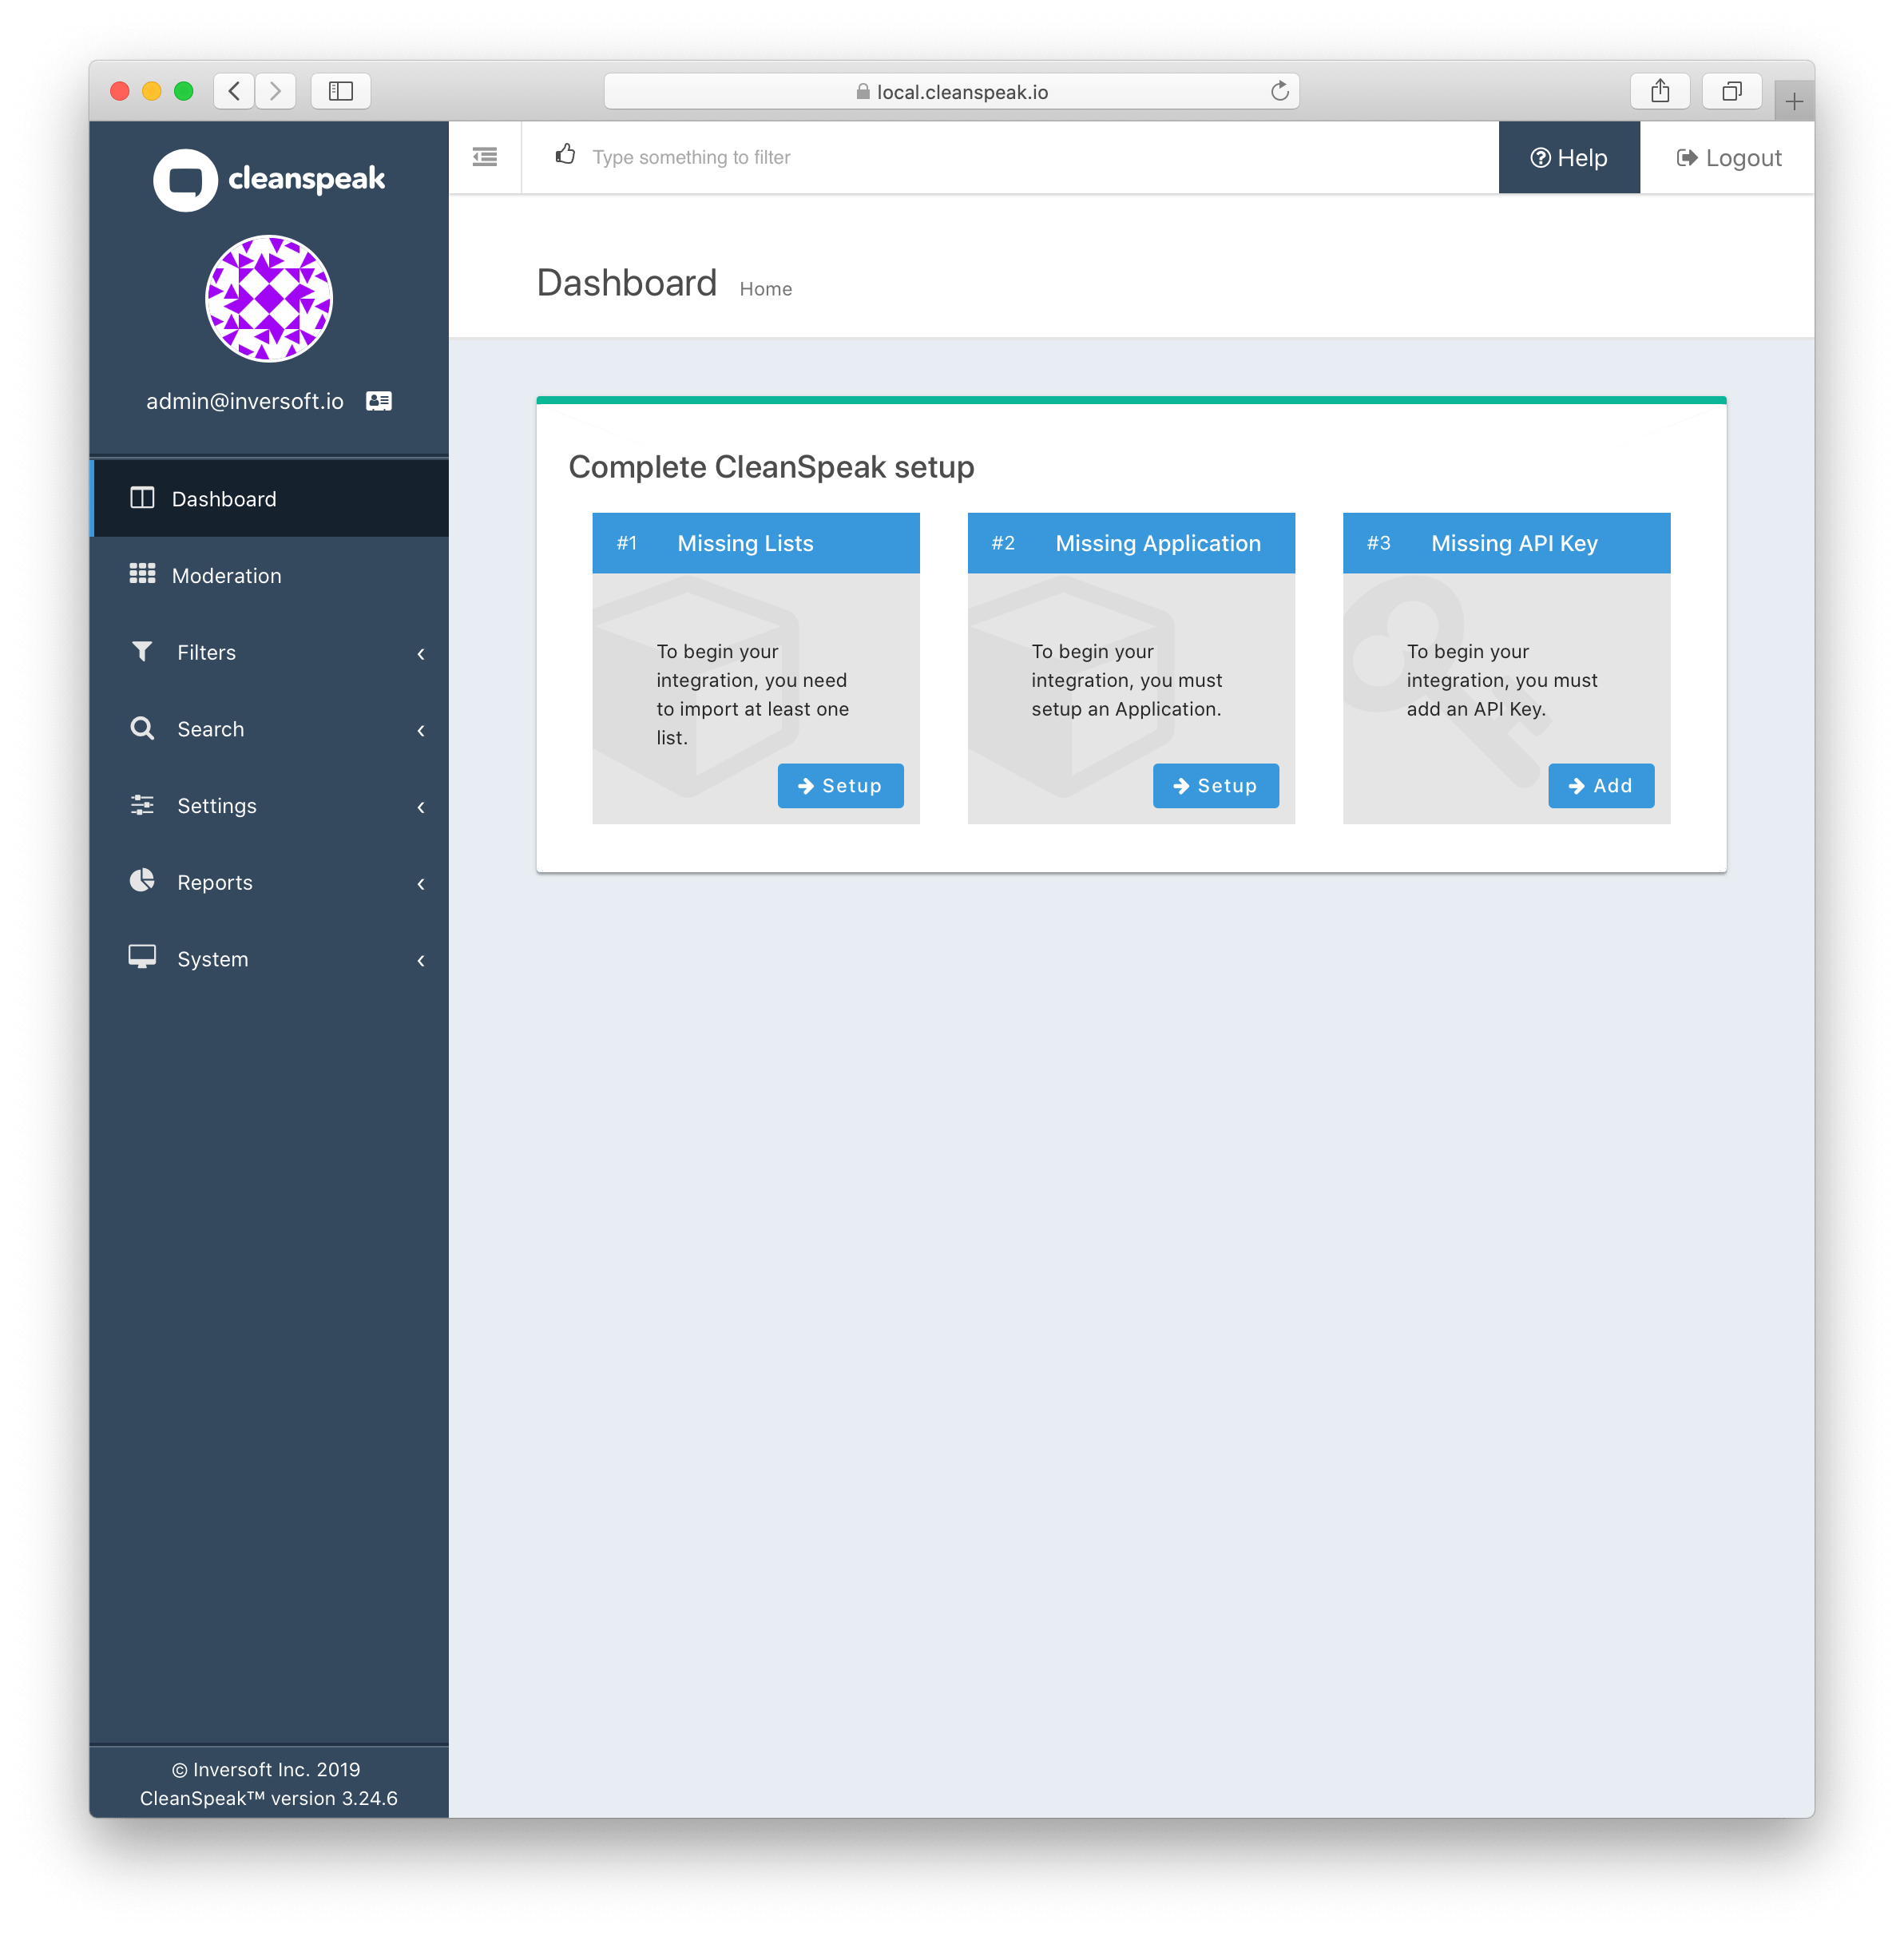 local.cleanspeak.io
cleanspeak
admin@inversoft.io
Dashboard
Moderation
Filters
Search
Settings
Reports
System
© Inversoft Inc. 2019
CleanSpeak™ version 3.24.6
Type something to filter
Help
Logout
Dashboard Home
Complete CleanSpeak setup
#1 Missing Lists
To begin your
integration, you need
to import at least one
list.
Setup
#2 Missing Application
To begin your
integration, you must
setup an Application.
Setup
#3 Missing API Key
To begin your
integration, you must
add an API Key.
Add